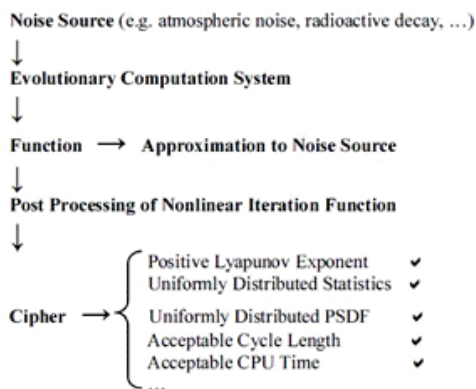 Noise Source (e.g. atmospheric noise, radioactive decay, …)
↓
Evolutionary Computation System
↓
Function → Approximation to Noise Source
↓
Post Processing of Nonlinear Iteration Function
↓
Positive Lyapunov Exponent ✔
Uniformly Distributed Statistics ✔
Cipher → Uniformly Distributed PSDF ✔
Acceptable Cycle Length ✔
Acceptable CPU Time ✔
…